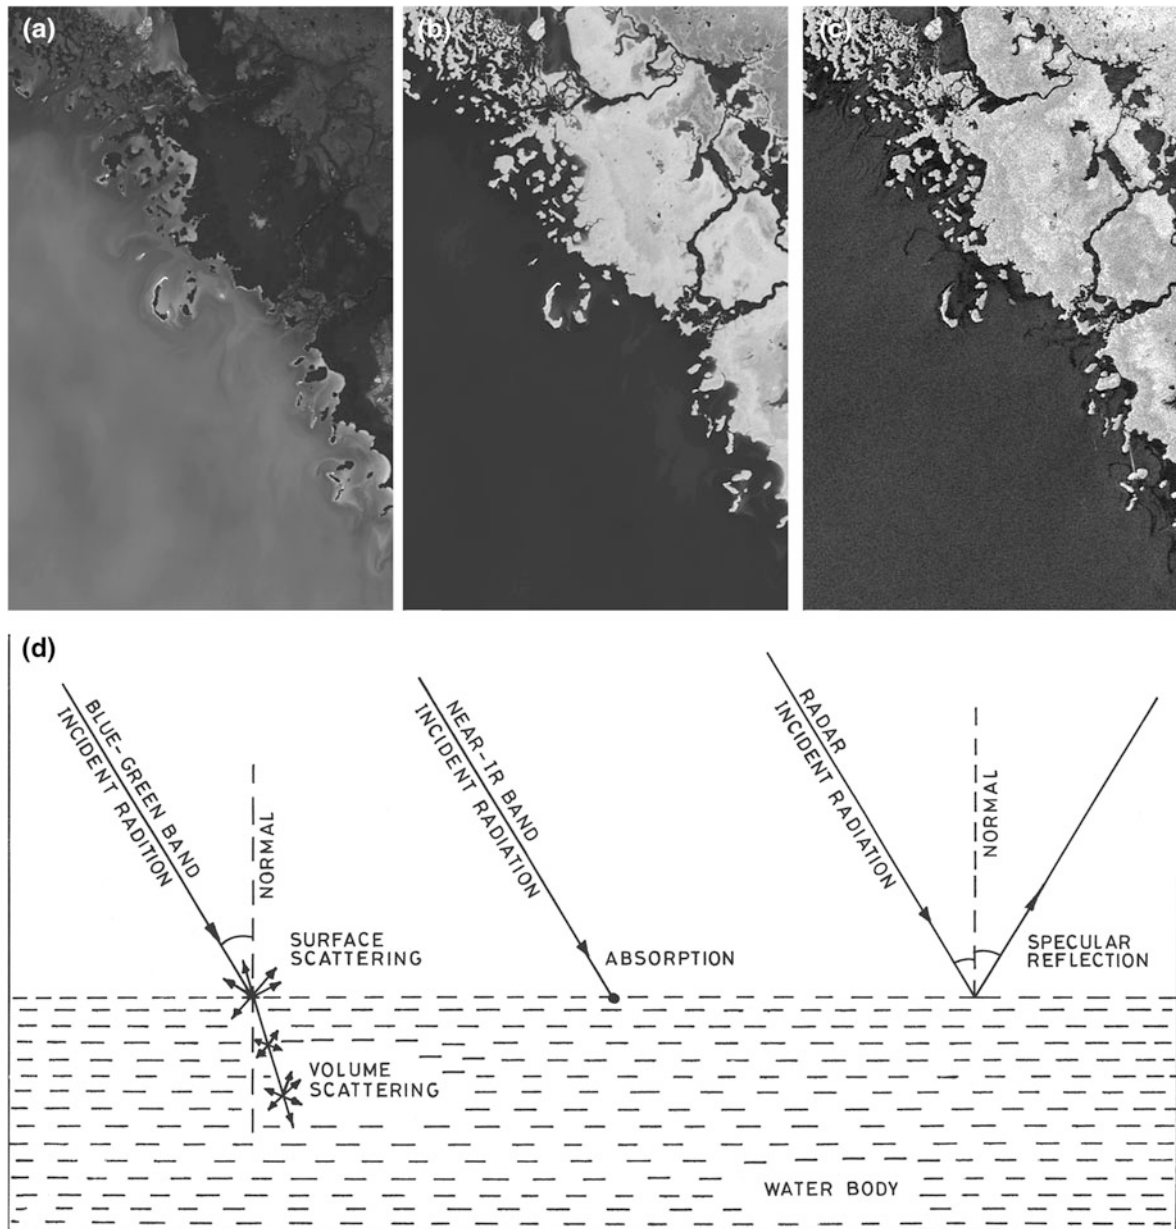 (a)
(b)
(c)
(d)
BLUE-GREEN BAND
INCIDENT RADITION
NORMAL
SURFACE
SCATTERING
VOLUME
SCATTERING
NEAR-IR BAND
INCIDENT RADIATION
ABSORPTION
RADAR
INCIDENT RADIATION
NORMAL
SPECULAR
REFLECTION
WATER BODY